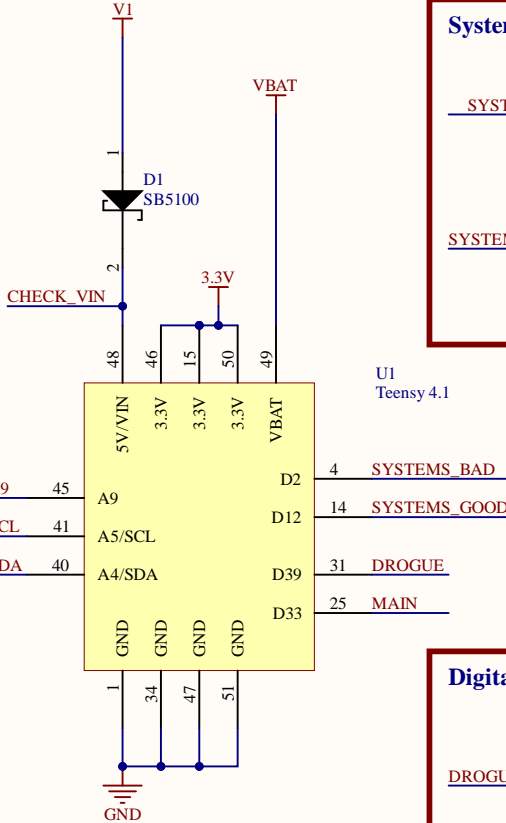 V1
Syste
VBAT
SYST
1
D1
SB5100
SYSTE
2
3.3V
CHECK_VIN
48
46
15
50
49
U1
Teensy 4.1
5V/VIN
3.3V
3.3V
3.3V
VBAT
D2
4
SYSTEMS_BAD
9
45
A9
D12
14
SYSTEMS_GOOD
CL
41
A5/SCL
DA
40
A4/SDA
D39
31
DROGUE
D33
25
MAIN
GND
GND
GND
GND
1
34
47
51
Digita
DROGU
GND